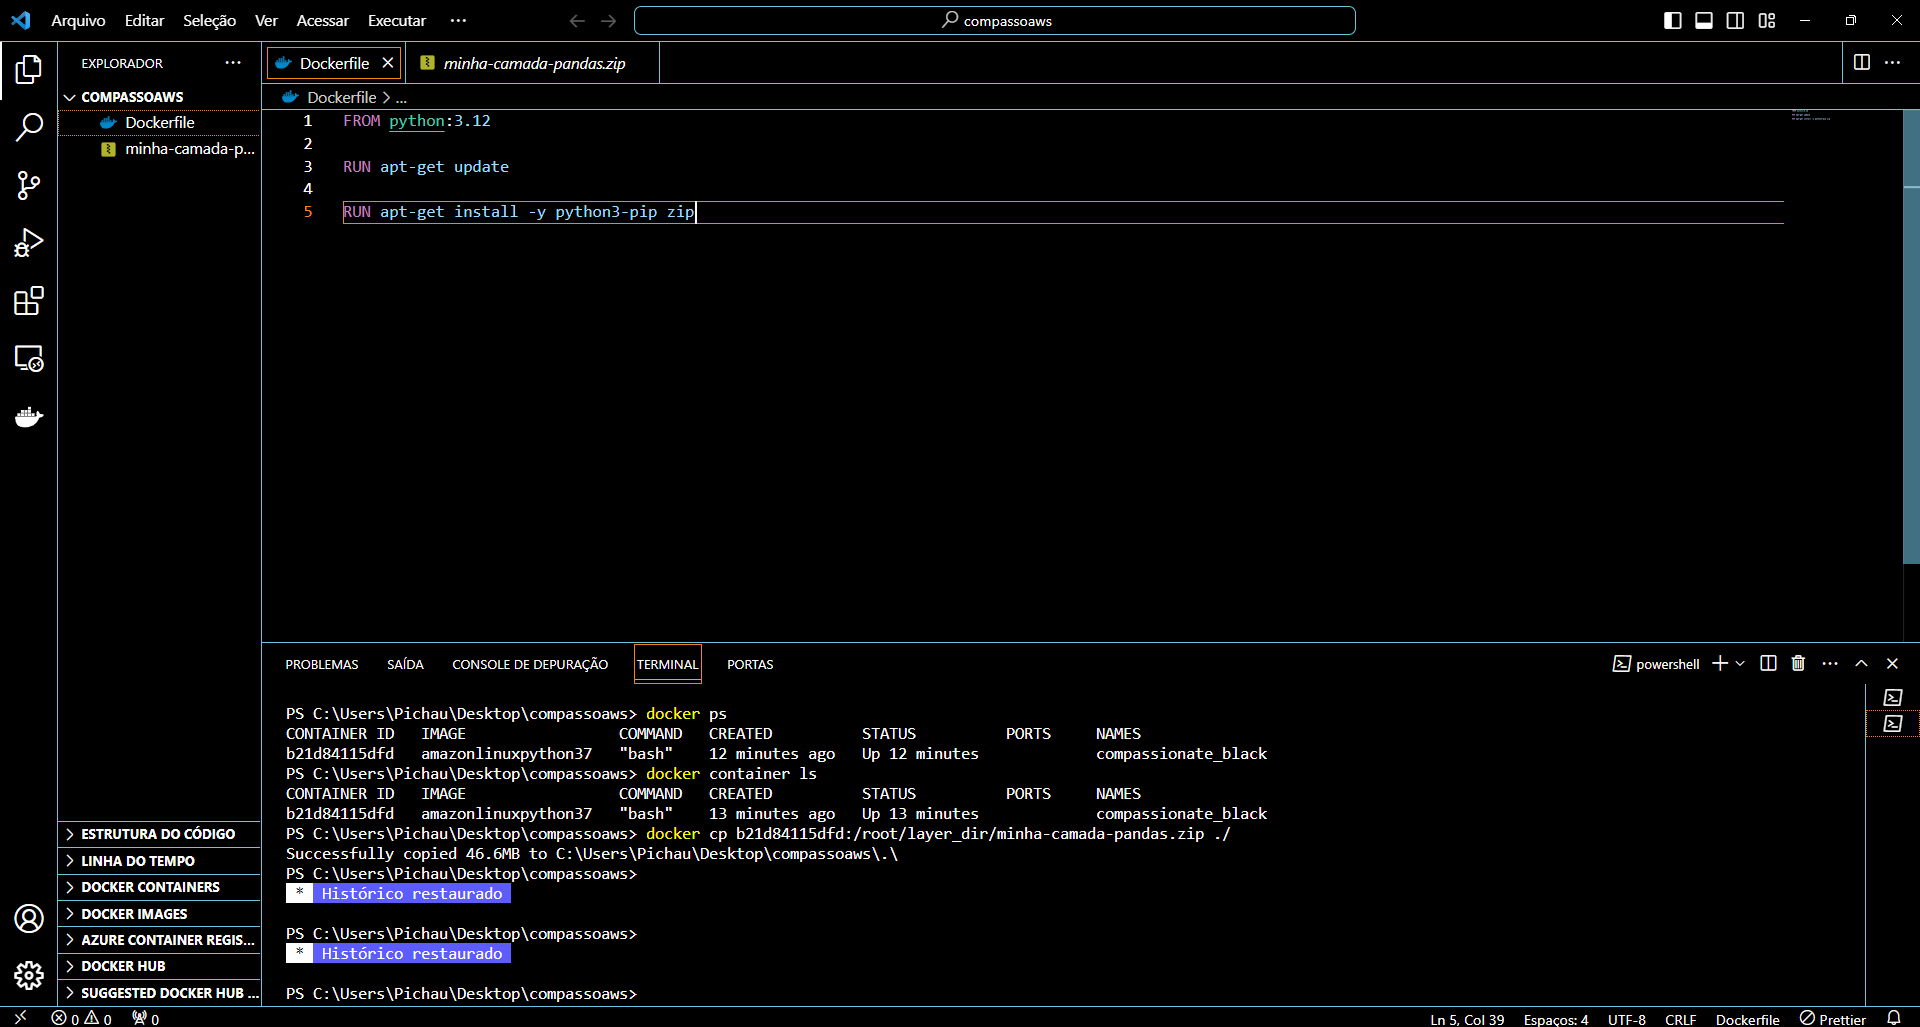 Arquivo Editar Seleção Ver Acessar Executar ···
compassoaws
EXPLORADOR ···
COMPASSOAWS
Dockerfile
minha-camada-p...
Dockerfile
minha-camada-pandas.zip
Dockerfile > ...
1 FROM python:3.12
2
3 RUN apt-get update
4
5 RUN apt-get install -y python3-pip zip
ESTRUTURA DO CÓDIGO
LINHA DO TEMPO
DOCKER CONTAINERS
DOCKER IMAGES
AZURE CONTAINER REGIS...
DOCKER HUB
SUGGESTED DOCKER HUB ...
PROBLEMAS SAÍDA CONSOLE DE DEPURAÇÃO TERMINAL PORTAS
powershell
PS C:\Users\Pichau\Desktop\compassoaws> docker ps
CONTAINER ID IMAGE COMMAND CREATED STATUS PORTS NAMES
b21d84115dfd amazonlinuxpython37 "bash" 12 minutes ago Up 12 minutes compassionate_black
PS C:\Users\Pichau\Desktop\compassoaws> docker container ls
CONTAINER ID IMAGE COMMAND CREATED STATUS PORTS NAMES
b21d84115dfd amazonlinuxpython37 "bash" 13 minutes ago Up 13 minutes compassionate_black
PS C:\Users\Pichau\Desktop\compassoaws> docker cp b21d84115dfd:/root/layer_dir/minha-camada-pandas.zip ./
Successfully copied 46.6MB to C:\Users\Pichau\Desktop\compassoaws\.\
PS C:\Users\Pichau\Desktop\compassoaws>
* Histórico restaurado
PS C:\Users\Pichau\Desktop\compassoaws>
* Histórico restaurado
PS C:\Users\Pichau\Desktop\compassoaws>
0 0 0
Ln 5, Col 39 Espaços: 4 UTF-8 CRLF Dockerfile Prettier